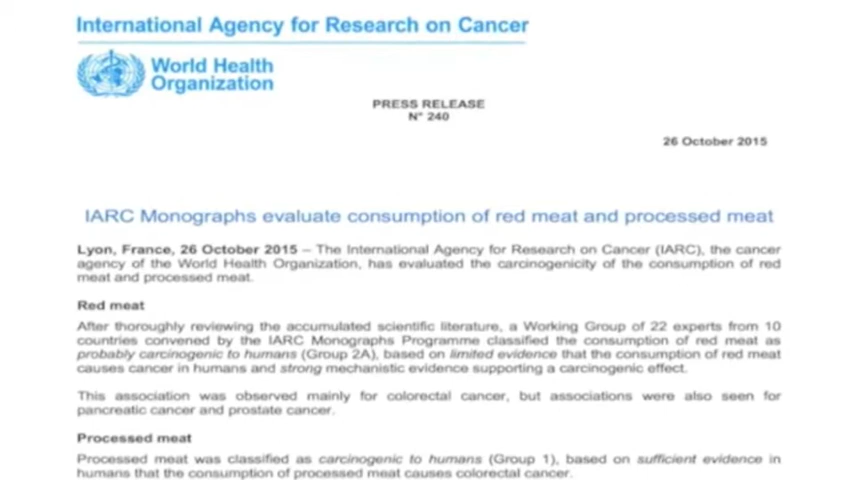 International Agency for Research on Cancer
World Health
Organization
PRESS RELEASE
N° 240
26 October 2015
IARC Monographs evaluate consumption of red meat and processed meat
Lyon, France, 26 October 2015 – The International Agency for Research on Cancer (IARC), the cancer
agency of the World Health Organization, has evaluated the carcinogenicity of the consumption of red
meat and processed meat.
Red meat
After thoroughly reviewing the accumulated scientific literature, a Working Group of 22 experts from 10
countries convened by the IARC Monographs Programme classified the consumption of red meat as
probably carcinogenic to humans (Group 2A), based on limited evidence that the consumption of red meat
causes cancer in humans and strong mechanistic evidence supporting a carcinogenic effect.
This association was observed mainly for colorectal cancer, but associations were also seen for
pancreatic cancer and prostate cancer.
Processed meat
Processed meat was classified as carcinogenic to humans (Group 1), based on sufficient evidence in
humans that the consumption of processed meat causes colorectal cancer.